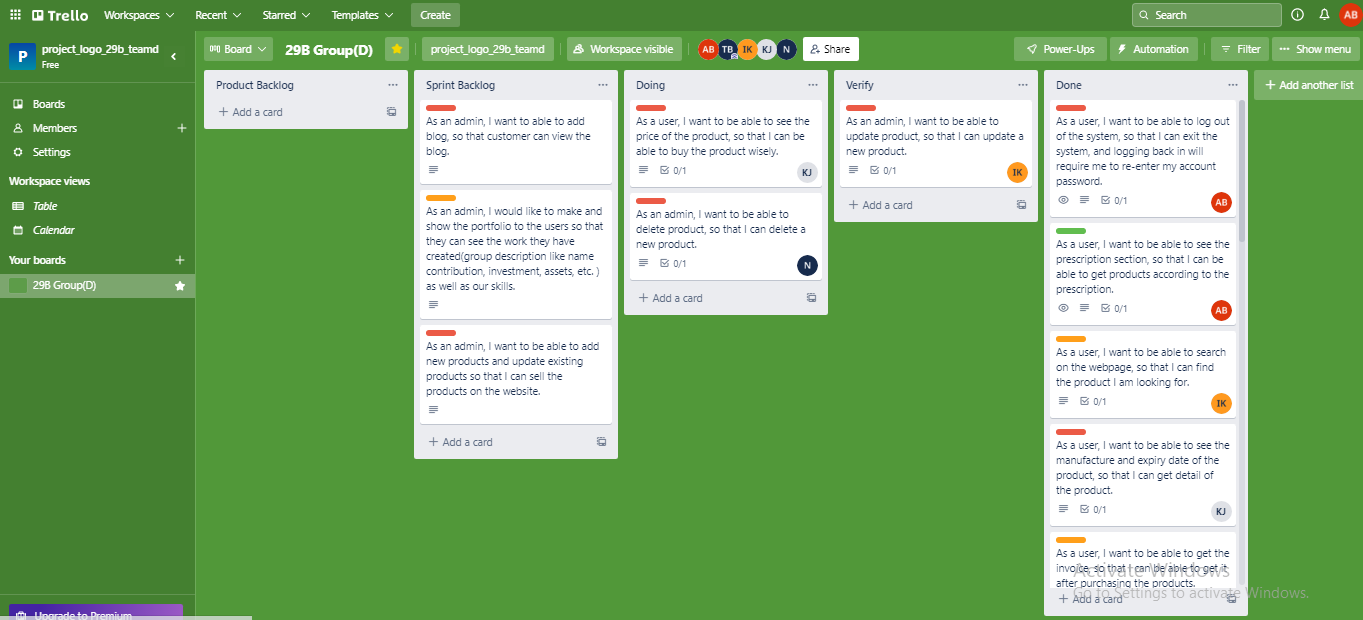 Trello
Workspaces
Recent
Starred
Templates
Create
Search
AB
P
project_logo_29b_teamd
Free
Board
29B Group(D)
project_logo_29b_teamd
Workspace visible
AB
TB
IK
KJ
N
Share
Power-Ups
Automation
Filter
Show menu
Boards
Members
Settings
Workspace views
Table
Calendar
Your boards
29B Group(D)
Upgrade to Premium
Product Backlog
Add a card
Sprint Backlog
As an admin, I want to able to add
blog, so that customer can view the
blog.
As an admin, I would like to make and
show the portfolio to the users so that
they can see the work they have
created(group description like name
contribution, investment, assets, etc. )
as well as our skills.
As an admin, I want to be able to add
new products and update existing
products so that I can sell the
products on the website.
Add a card
Doing
As a user, I want to be able to see the
price of the product, so that I can be
able to buy the product wisely.
0/1
KJ
As an admin, I want to be able to
delete product, so that I can delete a
new product.
0/1
N
Add a card
Verify
As an admin, I want to be able to
update product, so that I can update a
new product.
0/1
IK
Add a card
Done
As a user, I want to be able to log out
of the system, so that I can exit the
system, and logging back in will
require me to re-enter my account
password.
0/1
AB
As a user, I want to be able to see the
prescription section, so that I can be
able to get products according to the
prescription.
0/1
AB
As a user, I want to be able to search
on the webpage, so that I can find
the product I am looking for.
0/1
IK
As a user, I want to be able to see the
manufacture and expiry date of the
product, so that I can get detail of
the product.
0/1
KJ
As a user, I want to be able to get the
invoice, so that I can be able to get it
after purchasing the products.
Add a card
Add another list
Activate Windows
Go to Settings to activate Windows.